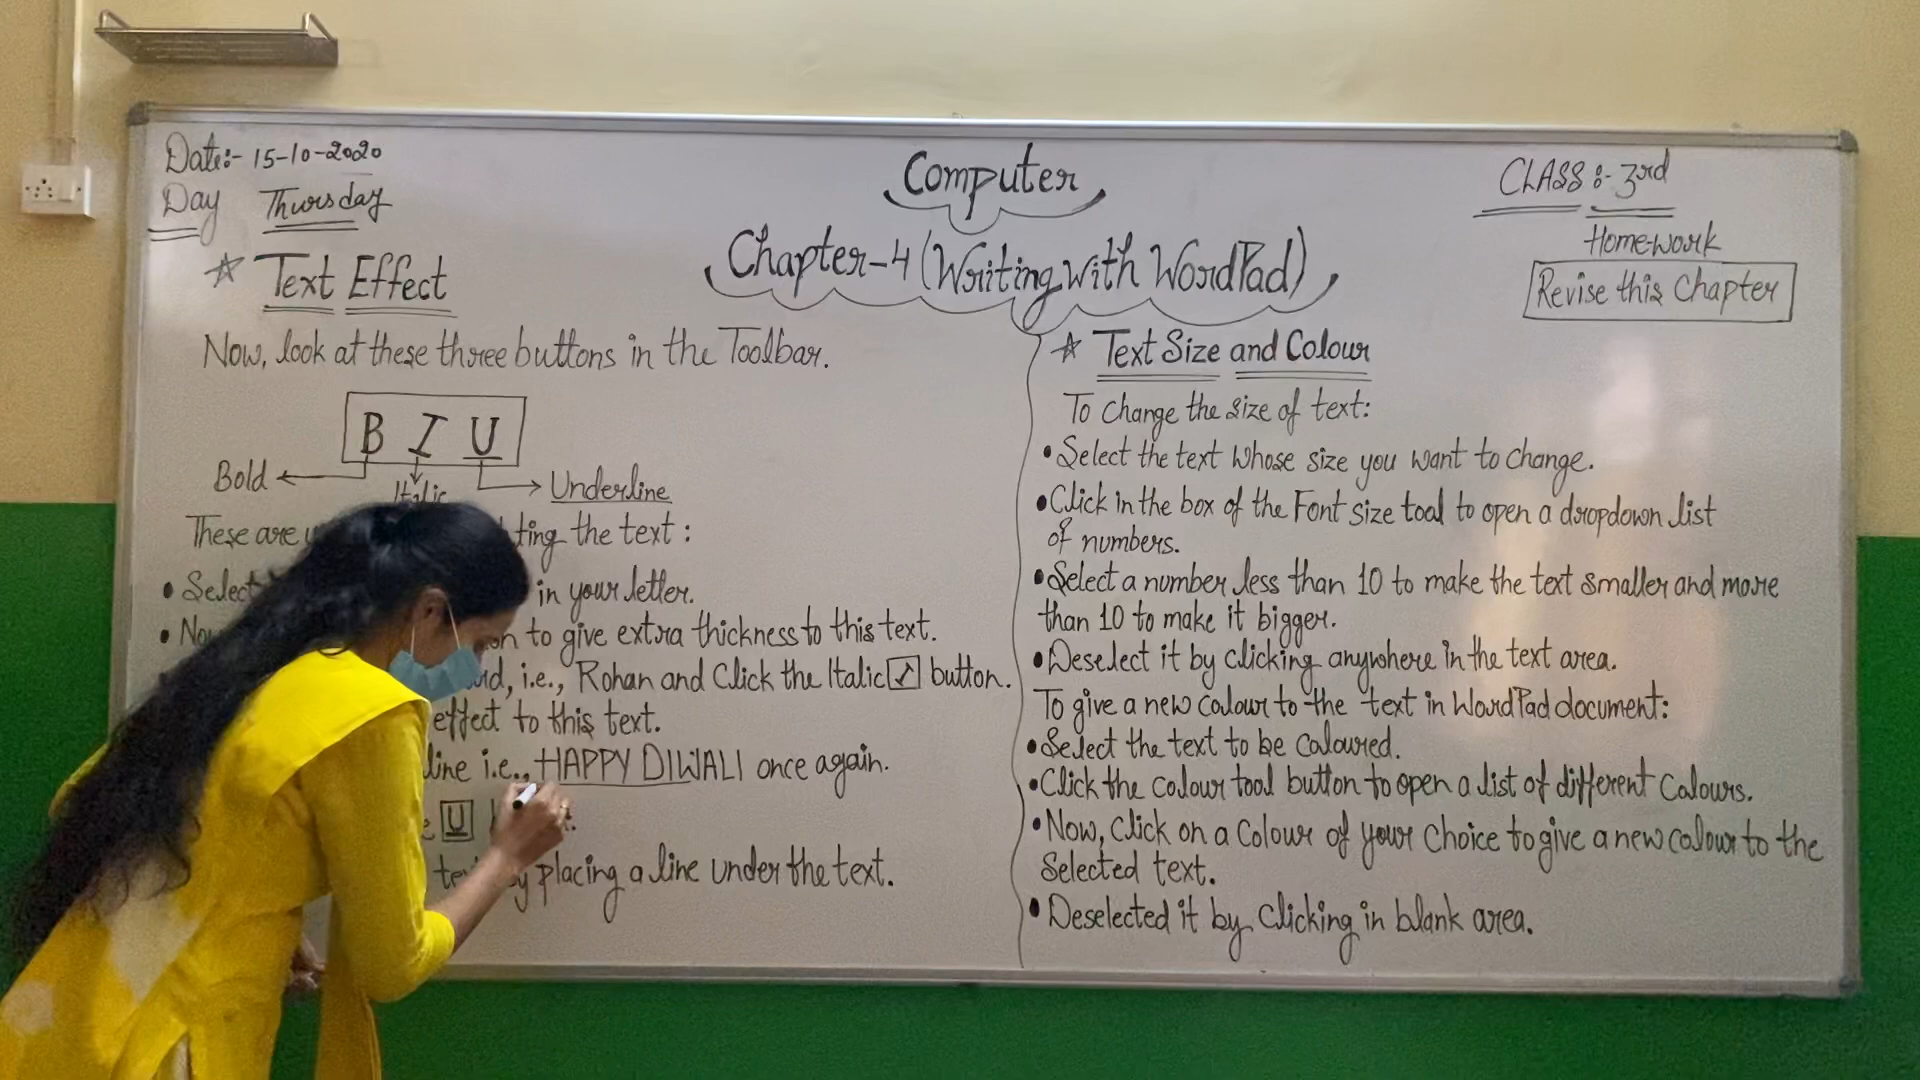 Date:- 15-10-2020
Day Thursday
Computer
Chapter-4 (Writing with WordPad)
CLASS :- 3rd
Home-work
Revise this Chapter
☆ Text Effect
Now, look at these three buttons in the Toolbar.
B I U
Bold Italic Underline
These are ting the text :
• Select in your letter.
• to give extra thickness to this text.
i.e., Rohan and Click the Italic I button.
effect to this text.
line i.e., HAPPY DIWALI once again.
U
by placing a line under the text.
☆ Text Size and Colour
To change the size of text:
• Select the text whose size you want to change.
• Click in the box of the Font size tool to open a dropdown list
of numbers.
• Select a number less than 10 to make the text smaller and more
than 10 to make it bigger.
• Deselect it by clicking anywhere in the text area.
To give a new colour to the text in WordPad document:
• Select the text to be coloured.
• Click the colour tool button to open a list of different colours.
• Now, click on a colour of your choice to give a new colour to the
selected text.
• Deselected it by clicking in blank area.